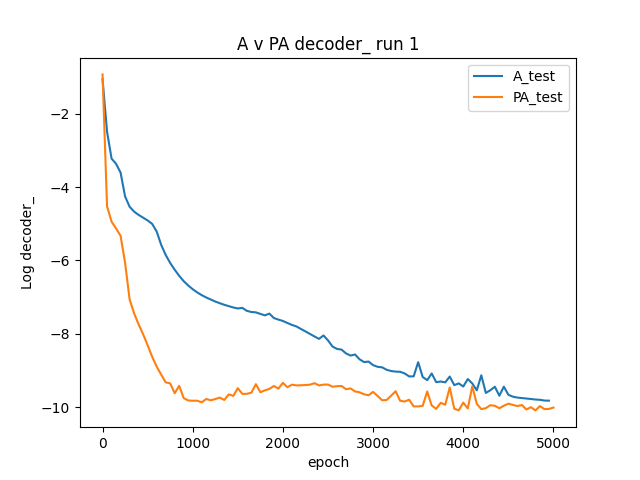 A v PA decoder_ run 1
A_test
PA_test
Log decoder_
−2
−4
−6
−8
−10
0
1000
2000
3000
4000
5000
epoch